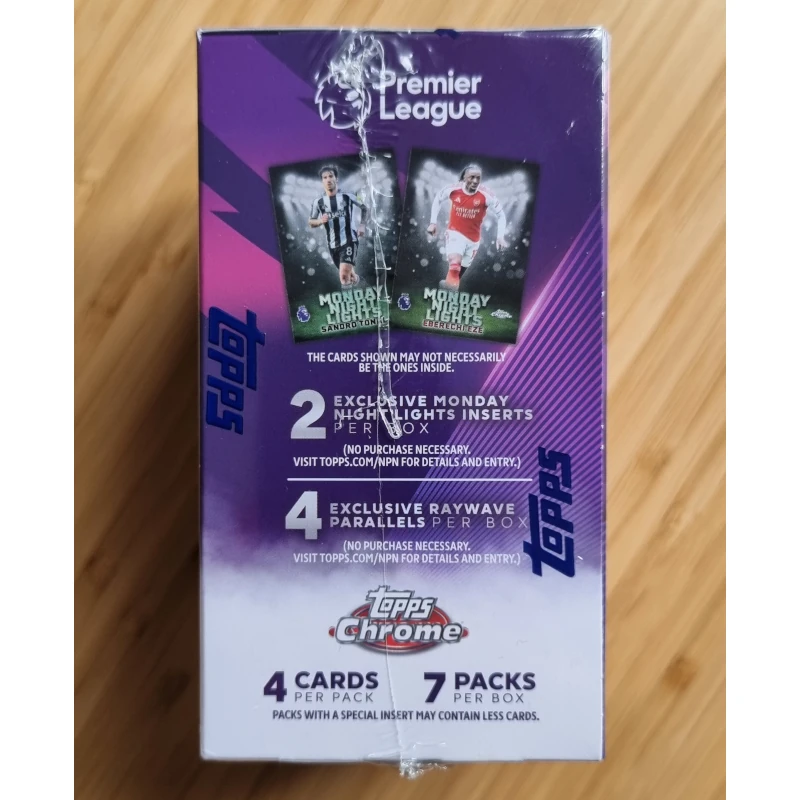 Premier
League
MONDAY
NIGHT
LIGHTS
SANDRO TONALI
MONDAY
NIGHT
LIGHTS
EBERECHI EZE
THE CARDS SHOWN MAY NOT NECESSARILY
BE THE ONES INSIDE.
2 EXCLUSIVE MONDAY
NIGHT LIGHTS INSERTS
PER BOX
(NO PURCHASE NECESSARY.
VISIT TOPPS.COM/NPN FOR DETAILS AND ENTRY.)
4 EXCLUSIVE RAYWAVE
PARALLELS PER BOX
(NO PURCHASE NECESSARY.
VISIT TOPPS.COM/NPN FOR DETAILS AND ENTRY.)
topps
topps
topps
Chrome
4 CARDS
PER PACK
7 PACKS
PER BOX
PACKS WITH A SPECIAL INSERT MAY CONTAIN LESS CARDS.